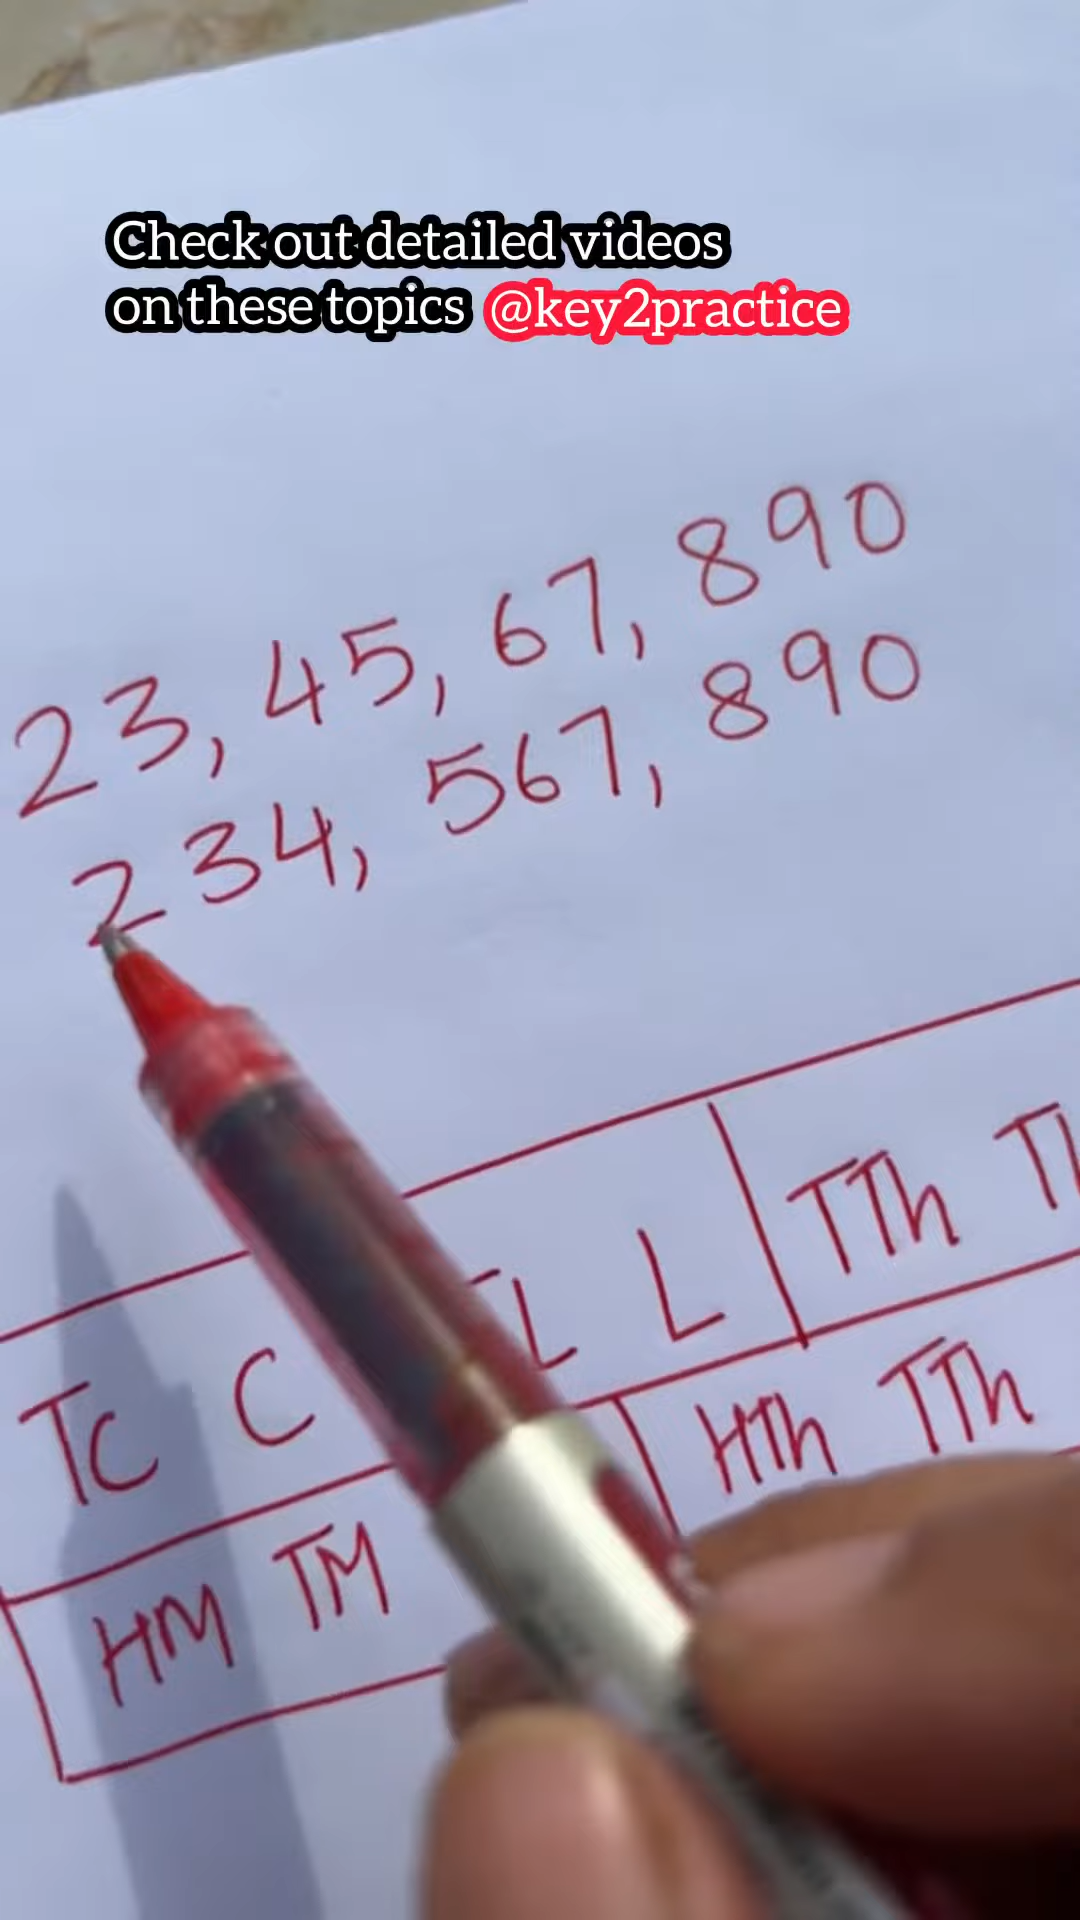 Check out detailed videos
on these topics @key2practice
23, 45, 67, 890
234, 567, 890
TC C L L TTh
HM TM HTh TTh